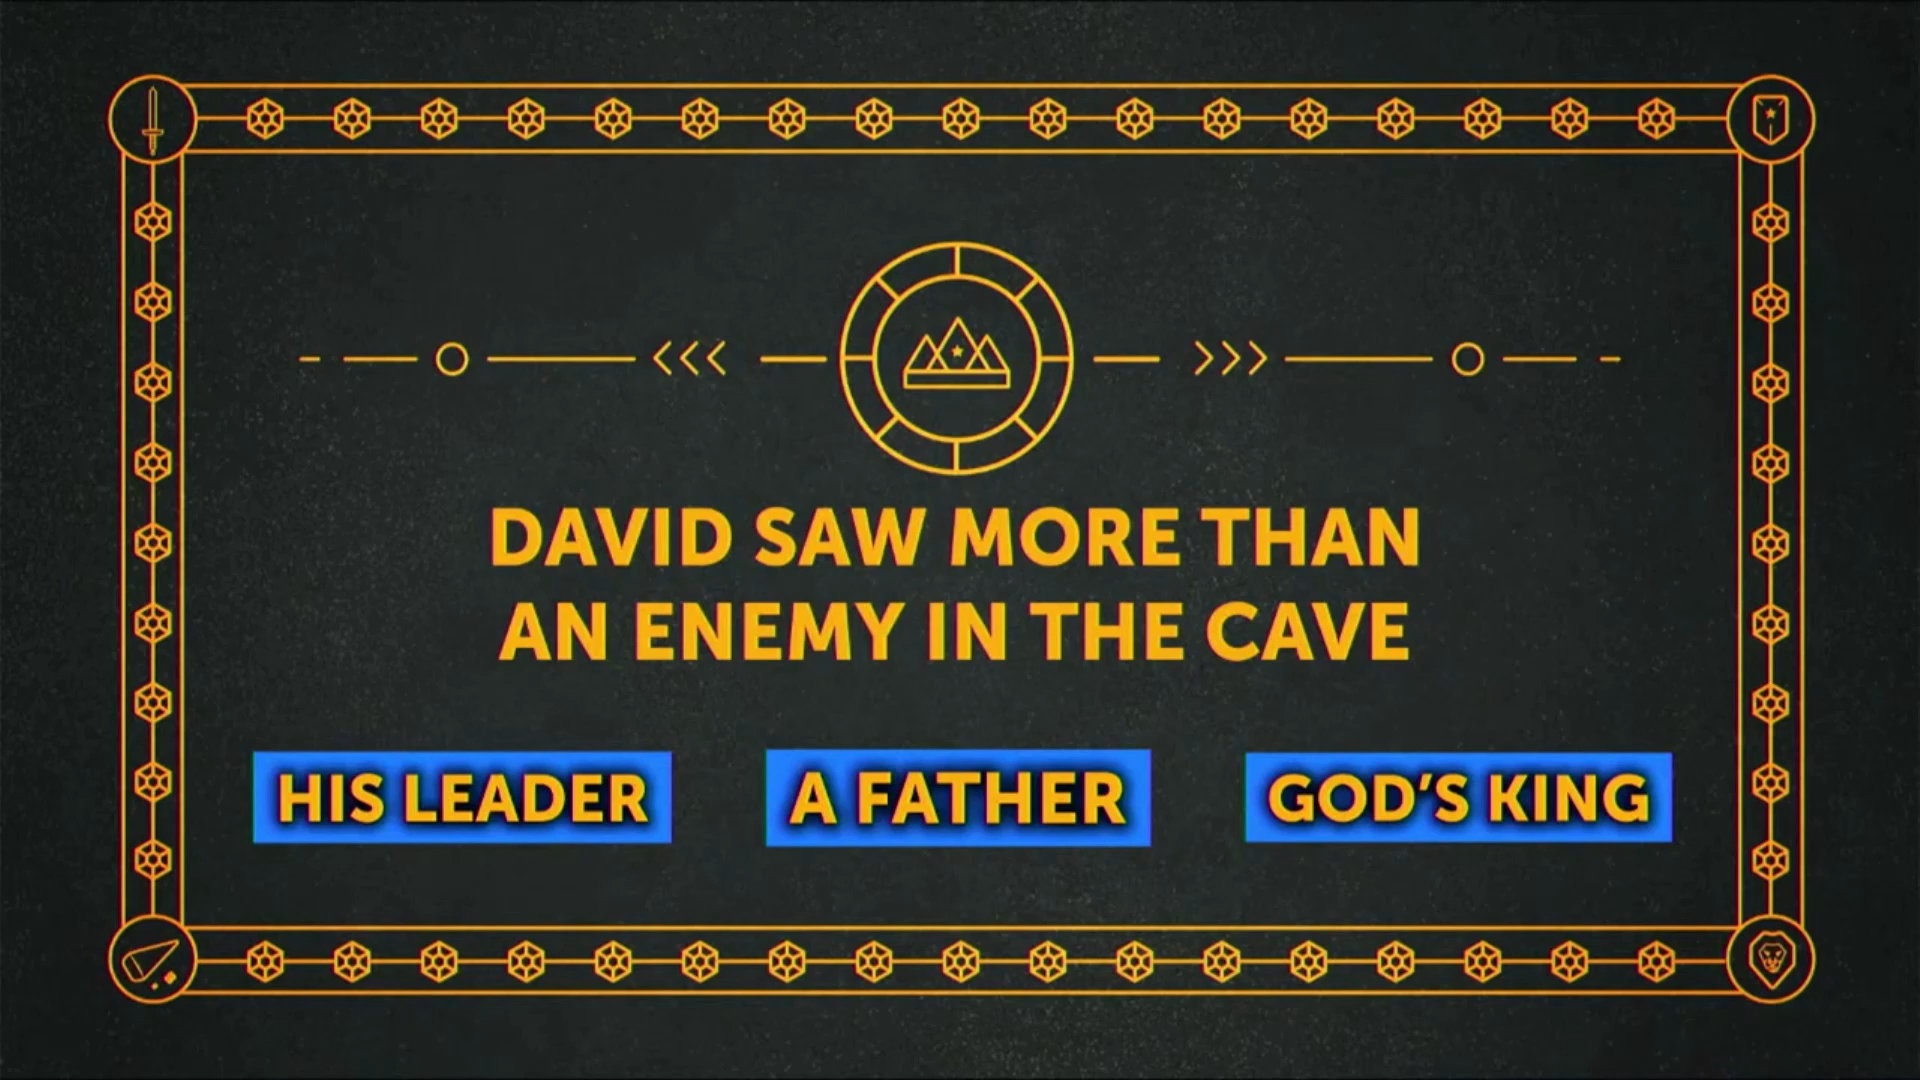 DAVID SAW MORE THAN
AN ENEMY IN THE CAVE
HIS LEADER
A FATHER
GOD'S KING